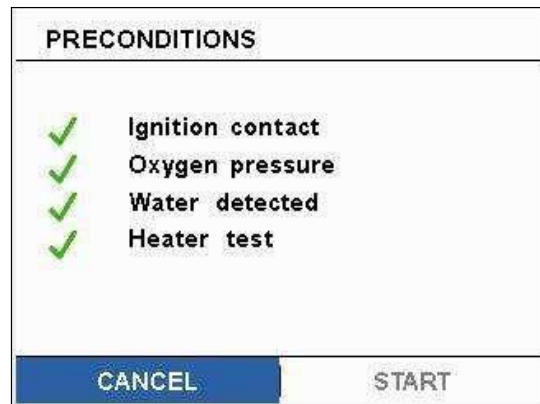 PRECONDITIONS
Ignition contact
Oxygen pressure
Water detected
Heater test
CANCEL START